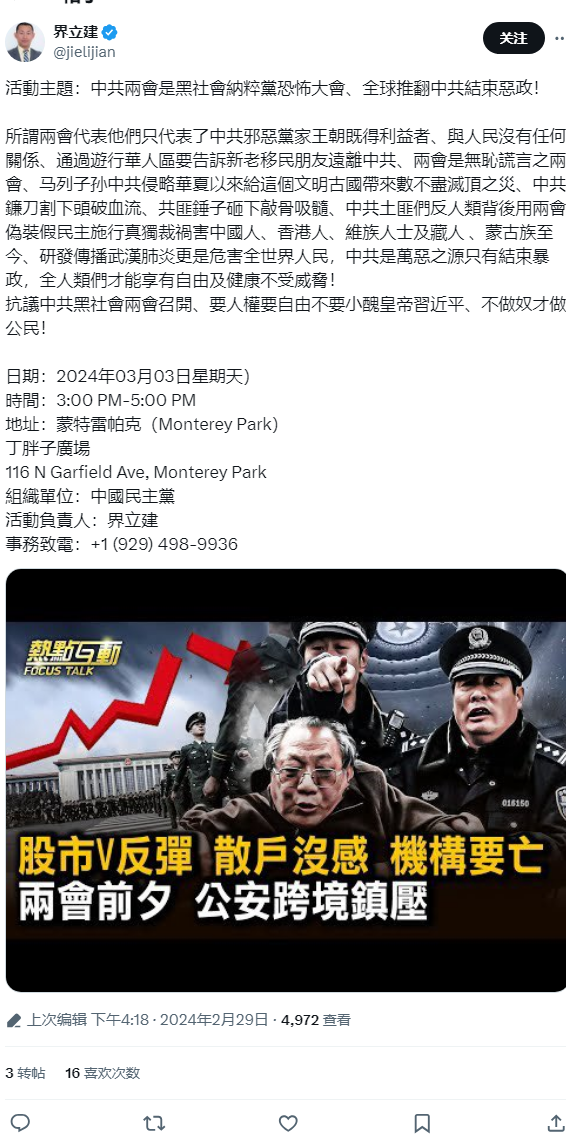 界立建
@jielijian
关注
活動主題：中共兩會是黑社會納粹黨恐怖大會、全球推翻中共結束惡政！
所謂兩會代表他們只代表了中共邪惡黨家王朝既得利益者、與人民沒有任何
關係、通過遊行華人區要告訴新老移民朋友遠離中共、兩會是無恥謊言之兩
會、马列子孙中共侵略華夏以來給這個文明古國帶來數不盡滅頂之災、中共
鐮刀割下頭破血流、共匪錘子砸下敲骨吸髓、中共土匪們反人類背後用兩會
偽裝假民主施行真獨裁禍害中國人、香港人、維族人士及藏人 、蒙古族至
今、研發傳播武漢肺炎更是危害全世界人民，中共是萬惡之源只有結束暴
政，全人類們才能享有自由及健康不受威脅！
抗議中共黑社會兩會召開、要人權要自由不要小醜皇帝習近平、不做奴才做
公民！
日期：2024年03月03日星期天）
時間：3:00 PM-5:00 PM
地址：蒙特雷帕克（Monterey Park）
丁胖子廣場
116 N Garfield Ave, Monterey Park
組織單位：中國民主黨
活動負責人：界立建
事務致電：+1 (929) 498-9936
熱點互動
FOCUS TALK
016150
股市V反彈 散戶沒感 機構要亡
兩會前夕 公安跨境鎮壓
上次编辑 下午4:18 · 2024年2月29日 · 4,972 查看
3 转帖 16 喜欢次数